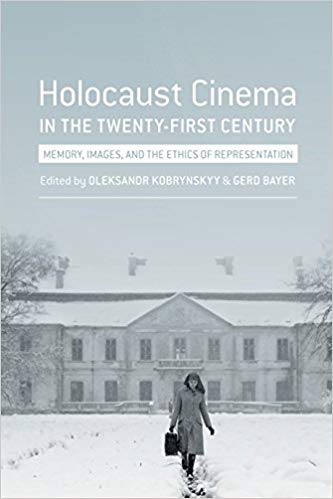 Holocaust Cinema
IN THE TWENTY-FIRST CENTURY
MEMORY, IMAGES, AND THE ETHICS OF REPRESENTATION
Edited by OLEKSANDR KOBRYNSKYY & GERD BAYER